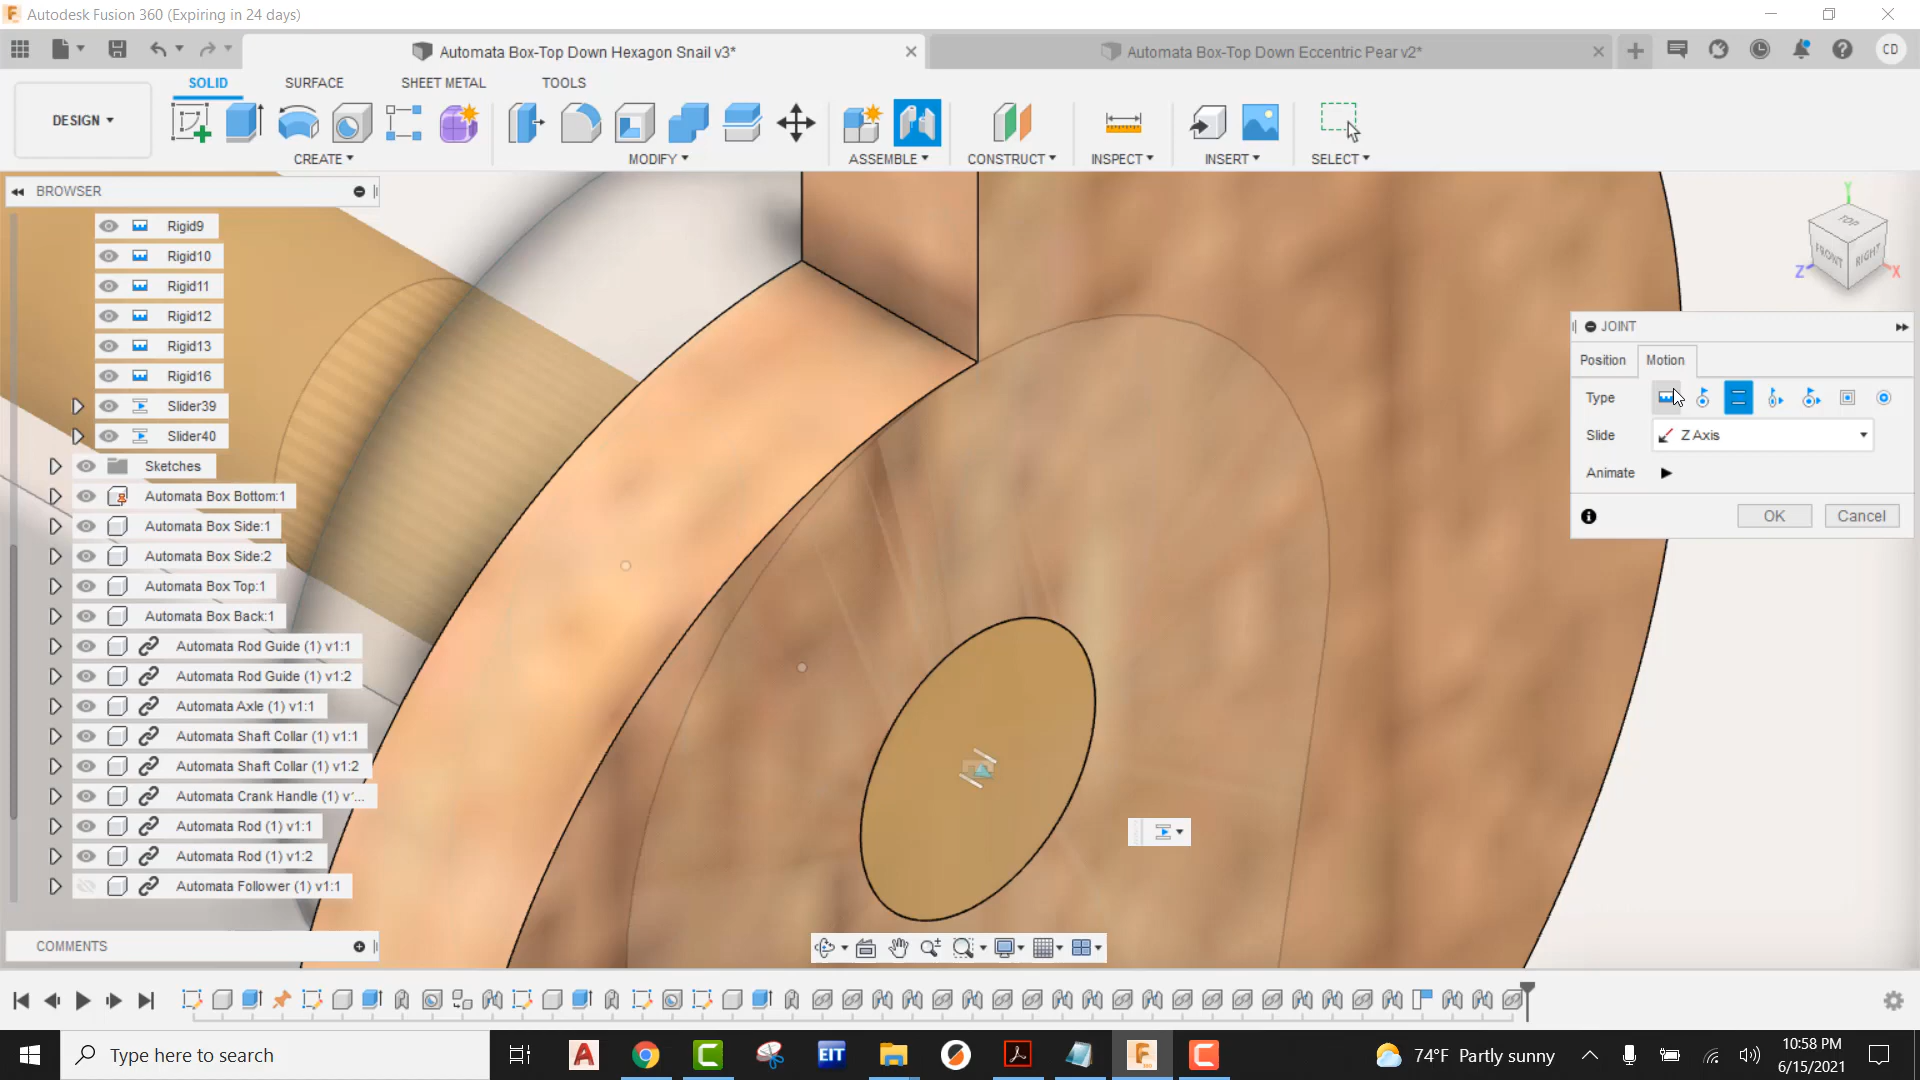 Autodesk Fusion 360 (Expiring in 24 days)
Automata Box-Top Down Hexagon Snail v3*
Automata Box-Top Down Eccentric Pear v2*
CD
DESIGN
SOLID
SURFACE
SHEET METAL
TOOLS
CREATE
MODIFY
ASSEMBLE
CONSTRUCT
INSPECT
INSERT
SELECT
BROWSER
Rigid9
Rigid10
Rigid11
Rigid12
Rigid13
Rigid16
Slider39
Slider40
Sketches
Automata Box Bottom:1
Automata Box Side:1
Automata Box Side:2
Automata Box Top:1
Automata Box Back:1
Automata Rod Guide (1) v1:1
Automata Rod Guide (1) v1:2
Automata Axle (1) v1:1
Automata Shaft Collar (1) v1:1
Automata Shaft Collar (1) v1:2
Automata Crank Handle (1) v'...
Automata Rod (1) v1:1
Automata Rod (1) v1:2
Automata Follower (1) v1:1
COMMENTS
Y
TOP
FRONT
RIGHT
Z
X
JOINT
Position
Motion
Type
Slide
Z Axis
Animate
OK
Cancel
Type here to search
EIT
74°F Partly sunny
10:58 PM
6/15/2021